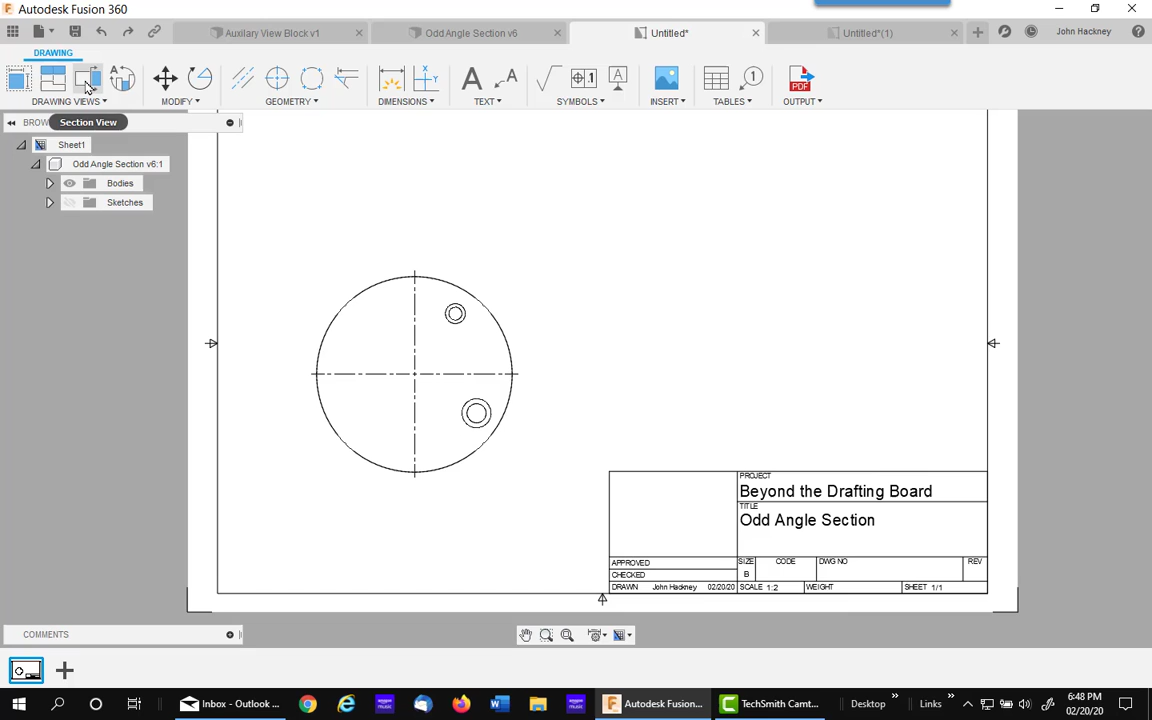 Autodesk Fusion 360
Auxilary View Block v1
Odd Angle Section v6
Untitled*
Untitled*(1)
John Hackney
DRAWING
DRAWING VIEWS
MODIFY
GEOMETRY
DIMENSIONS
TEXT
SYMBOLS
INSERT
TABLES
OUTPUT
BROW
Section View
Sheet1
Odd Angle Section v6:1
Bodies
Sketches
PROJECT
Beyond the Drafting Board
TITLE
Odd Angle Section
APPROVED
CHECKED
DRAWN John Hackney 02/20/20
SIZE CODE DWG NO REV
B
SCALE 1:2 WEIGHT SHEET 1/1
COMMENTS
Inbox - Outlook ...
Autodesk Fusion...
TechSmith Camt...
Desktop
Links
6:48 PM
02/20/20